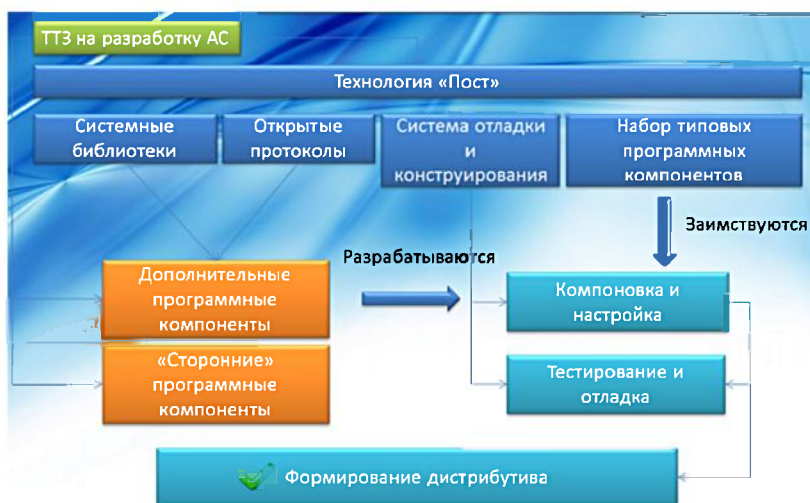 ТТЗ на разработку АС
Технология «Пост»
Системные
библиотеки
Открытые
протоколы
Система отладки
и
конструирования
Набор типовых
программных
компонентов
Заимствуются
Разрабатываются
Дополнительные
программные
компоненты
Компоновка и
настройка
«Сторонние»
программные
компоненты
Тестирование и
отладка
Формирование дистрибутива